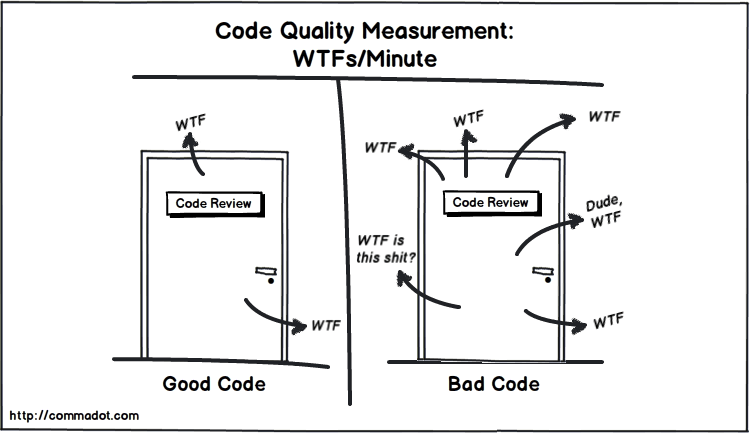 Code Quality Measurement:
WTFs/Minute
WTF
Code Review
WTF
Good Code
WTF
WTF
WTF
Code Review
Dude,
WTF
WTF is
this shit?
WTF
Bad Code
http://commadot.com